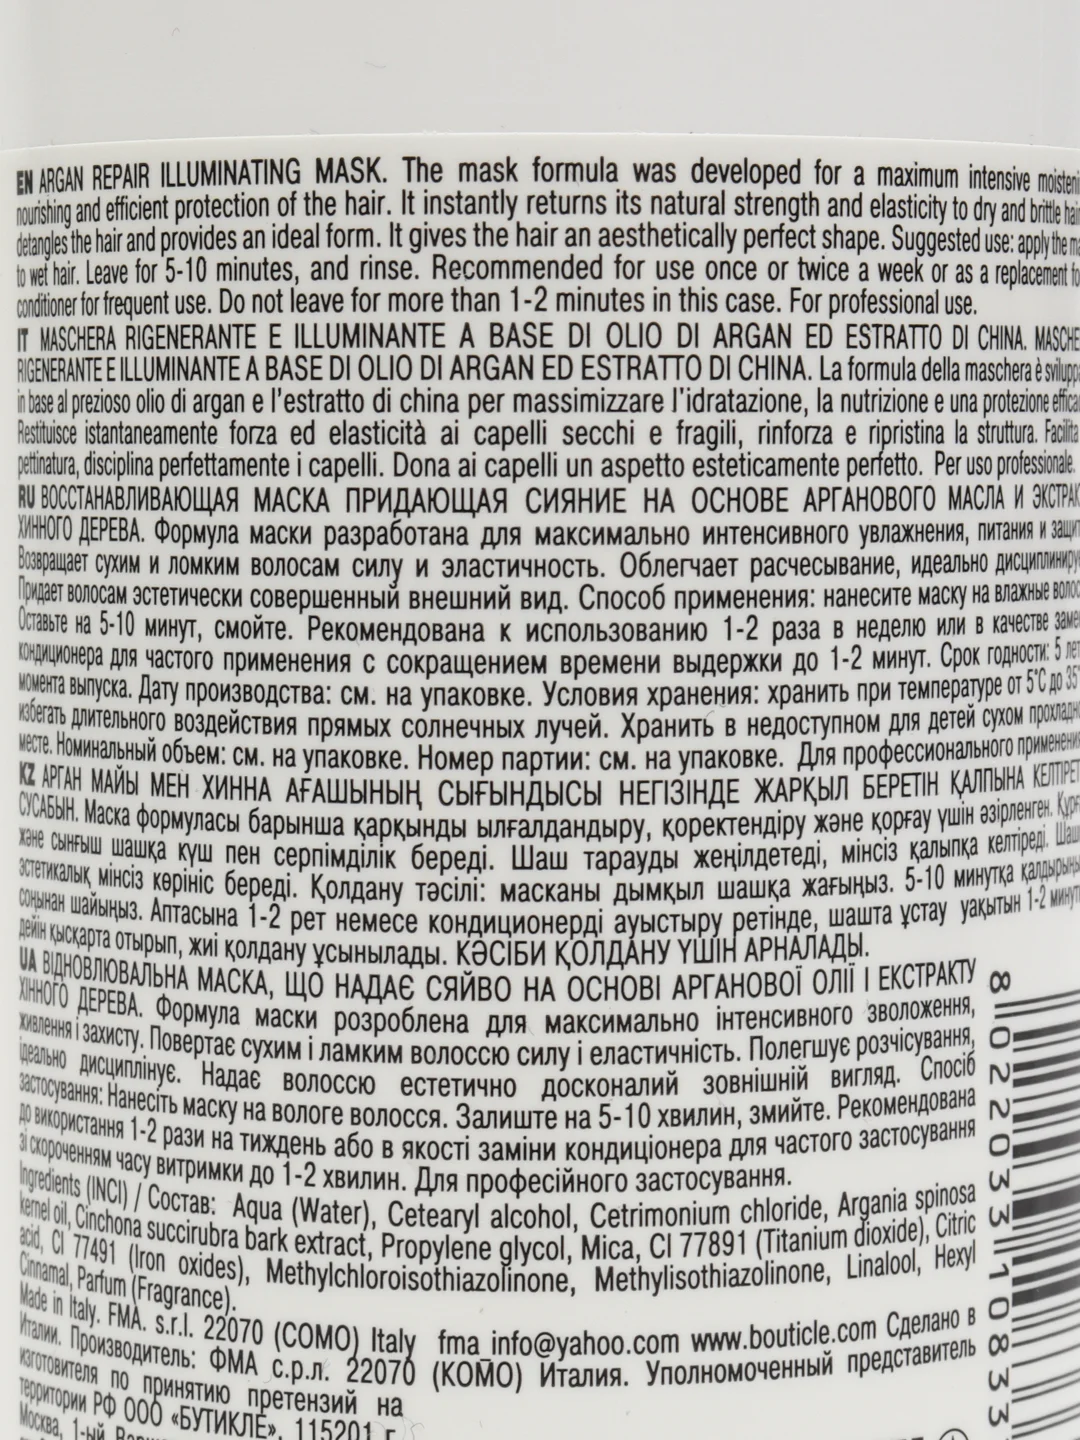 EN ARGAN REPAIR ILLUMINATING MASK. The mask formula was developed for a maximum intensive
nourishing and efficient protection of the hair. It instantly returns its natural strength and elasticity to dry and brittle
detangles the hair and provides an ideal form. It gives the hair an aesthetically perfect shape. Suggested use: apply the
to wet hair. Leave for 5-10 minutes, and rinse. Recommended for use once or twice a week or as a replacement
conditioner for frequent use. Do not leave for more than 1-2 minutes in this case. For professional use.
IT MASCHERA RIGENERANTE E ILLUMINANTE A BASE DI OLIO DI ARGAN ED ESTRATTO DI CHINA.
RIGENERANTE E ILLUMINANTE A BASE DI OLIO DI ARGAN ED ESTRATTO DI CHINA. La formula della maschera è
in base al prezioso olio di argan e l'estratto di china per massimizzare l'idratazione, la nutrizione e una protezione
Restituisce istantaneamente forza ed elasticità ai capelli secchi e fragili, rinforza e ripristina la struttura. Facilita
pettinatura, disciplina perfettamente i capelli. Dona ai capelli un aspetto esteticamente perfetto. Per uso professionale.
RU ВОССТАНАВЛИВАЮЩАЯ МАСКА ПРИДАЮЩАЯ СИЯНИЕ НА ОСНОВЕ АРГАНОВОГО МАСЛА И
ХИННОГО ДЕРЕВА. Формула маски разработана для максимально интенсивного увлажнения, питания и
Возвращает сухим и ломким волосам силу и эластичность. Облегчает расчесывание, идеально
Придает волосам эстетически совершенный внешний вид. Способ применения: нанесите маску на влажные
Оставьте на 5-10 минут, смойте. Рекомендована к использованию 1-2 раза в неделю или в качестве
кондиционера для частого применения с сокращением времени выдержки до 1-2 минут. Срок годности: 5 лет
момента выпуска. Дату производства: см. на упаковке. Условия хранения: хранить при температуре от 5°C до
избегать длительного воздействия прямых солнечных лучей. Хранить в недоступном для детей сухом
месте. Номинальный объем: см. на упаковке. Номер партии: см. на упаковке. Для профессионального
KZ АРГАН МАЙЫ МЕН ХИННА АҒАШЫНЫҢ СЫҒЫНДЫСЫ НЕГІЗІНДЕ ЖАРҚЫЛ БЕРЕТІН ҚАЛПЫНА
СУСАБЫН. Маска формуласы барынша қарқынды ылғалдандыру, қоректендіру және қорғау үшін әзірленген.
және сынғыш шашқа күш пен серпімділік береді. Шаш тарауды жеңілдетеді, мінсіз қалыпқа келтіреді.
эстетикалық мінсіз көрініс береді. Қолдану тәсілі: масканы дымқыл шашқа жағыңыз. 5-10 минутқа
соңынан шайыңыз. Аптасына 1-2 рет немесе кондиционерді ауыстыру ретінде, шашта ұстау уақытын 1-2
дейін қысқарта отырып, жиі қолдану ұсынылады. КӘСІБИ ҚОЛДАНУ ҮШІН АРНАЛАДЫ.
UA ВІДНОВЛЮВАЛЬНА МАСКА, ЩО НАДАЄ СЯЙВО НА ОСНОВІ АРГАНОВОЇ ОЛІЇ І ЕКСТРАКТУ
ХІННОГО ДЕРЕВА. Формула маски розроблена для максимально інтенсивного зволоження,
живлення і захисту. Повертає сухим і ламким волоссю силу і еластичність. Полегшує розчісування,
ідеально дисциплінує. Надає волоссю естетично досконалий зовнішній вигляд. Спосіб
застосування: Нанесіть маску на вологе волосся. Залиште на 5-10 хвилин, змийте. Рекомендована
до використання 1-2 рази на тиждень або в якості заміни кондиціонера для частого застосування
зі скороченням часу витримки до 1-2 хвилин. Для професійного застосування.
Ingredients (INCI) / Состав: Aqua (Water), Cetearyl alcohol, Cetrimonium chloride, Argania spinosa
kernel oil, Cinchona succirubra bark extract, Propylene glycol, Mica, CI 77891 (Titanium dioxide), Citric
acid, CI 77491 (Iron oxides), Methylchloroisothiazolinone, Methylisothiazolinone, Linalool, Hexyl
Cinnamal, Parfum (Fragrance).
Made in Italy. FMA. s.r.l. 22070 (COMO) Italy fma info@yahoo.com www.bouticle.com Сделано в
Италии. Производитель: ФМА с.р.л. 22070 (КОМО) Италия. Уполномоченный представитель
изготовителя по принятию претензий на
территории РФ ООО «БУТИКЛЕ», 115201 г.
Москва, 1-ый
8 022033 10833